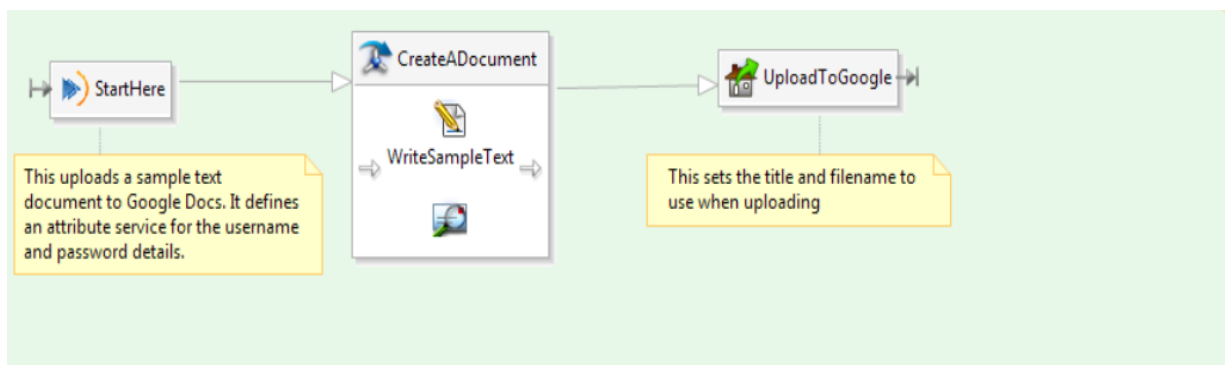 StartHere
CreateADocument
WriteSampleText
UploadToGoogle
This uploads a sample text
document to Google Docs. It defines
an attribute service for the username
and password details.
This sets the title and filename to
use when uploading